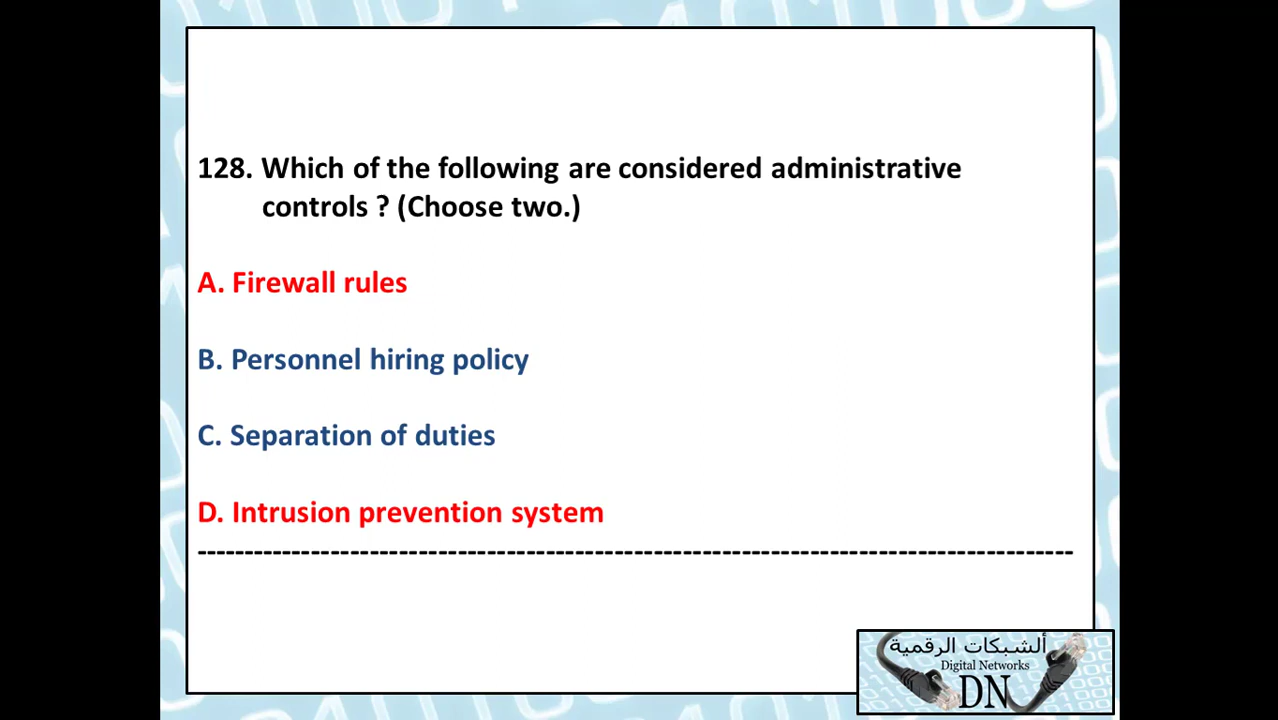 128. Which of the following are considered administrative
controls ? (Choose two.)
A. Firewall rules
B. Personnel hiring policy
C. Separation of duties
D. Intrusion prevention system
--------------------------------------------------------------------------------------------
ألشبكات الرقمية
Digital Networks
DN